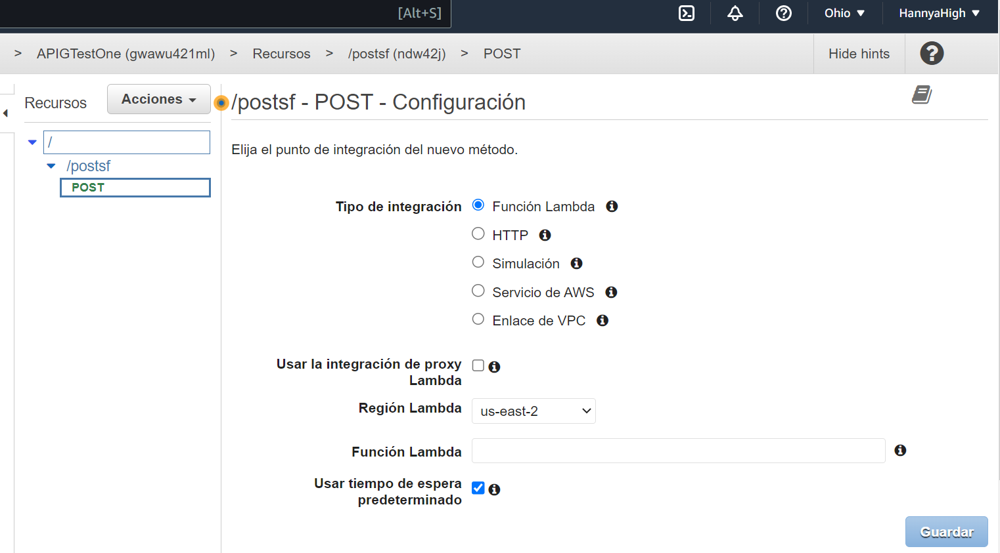 [Alt+S]
Ohio ▼
HannyaHigh ▼
> APIGTestOne (gwawu421ml) > Recursos > /postsf (ndw42j) > POST
Hide hints
Recursos
Acciones
/postsf - POST - Configuración
/
/postsf
POST
Elija el punto de integración del nuevo método.
Tipo de integración
Función Lambda
HTTP
Simulación
Servicio de AWS
Enlace de VPC
Usar la integración de proxy
Lambda
Región Lambda
us-east-2
Función Lambda
Usar tiempo de espera
predeterminado
Guardar